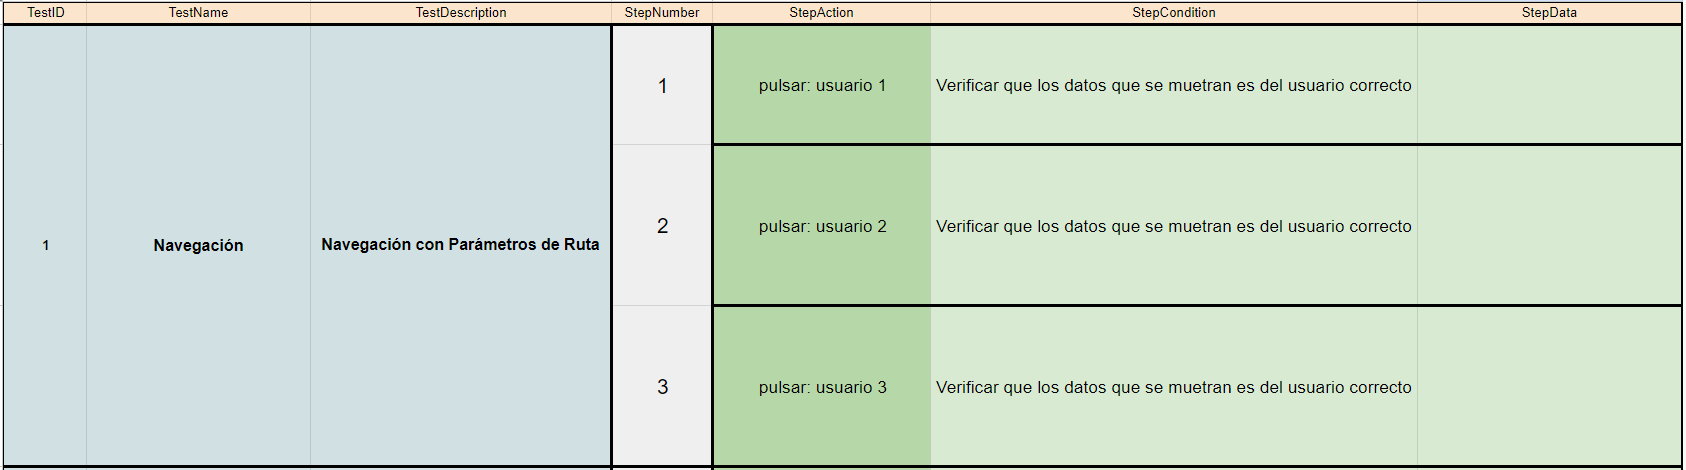 TestID TestName TestDescription StepNumber StepAction StepCondition StepData
1 pulsar: usuario 1 Verificar que los datos que se muetran es del usuario correcto
2 pulsar: usuario 2 Verificar que los datos que se muetran es del usuario correcto
1 Navegación Navegación con Parámetros de Ruta
3 pulsar: usuario 3 Verificar que los datos que se muetran es del usuario correcto